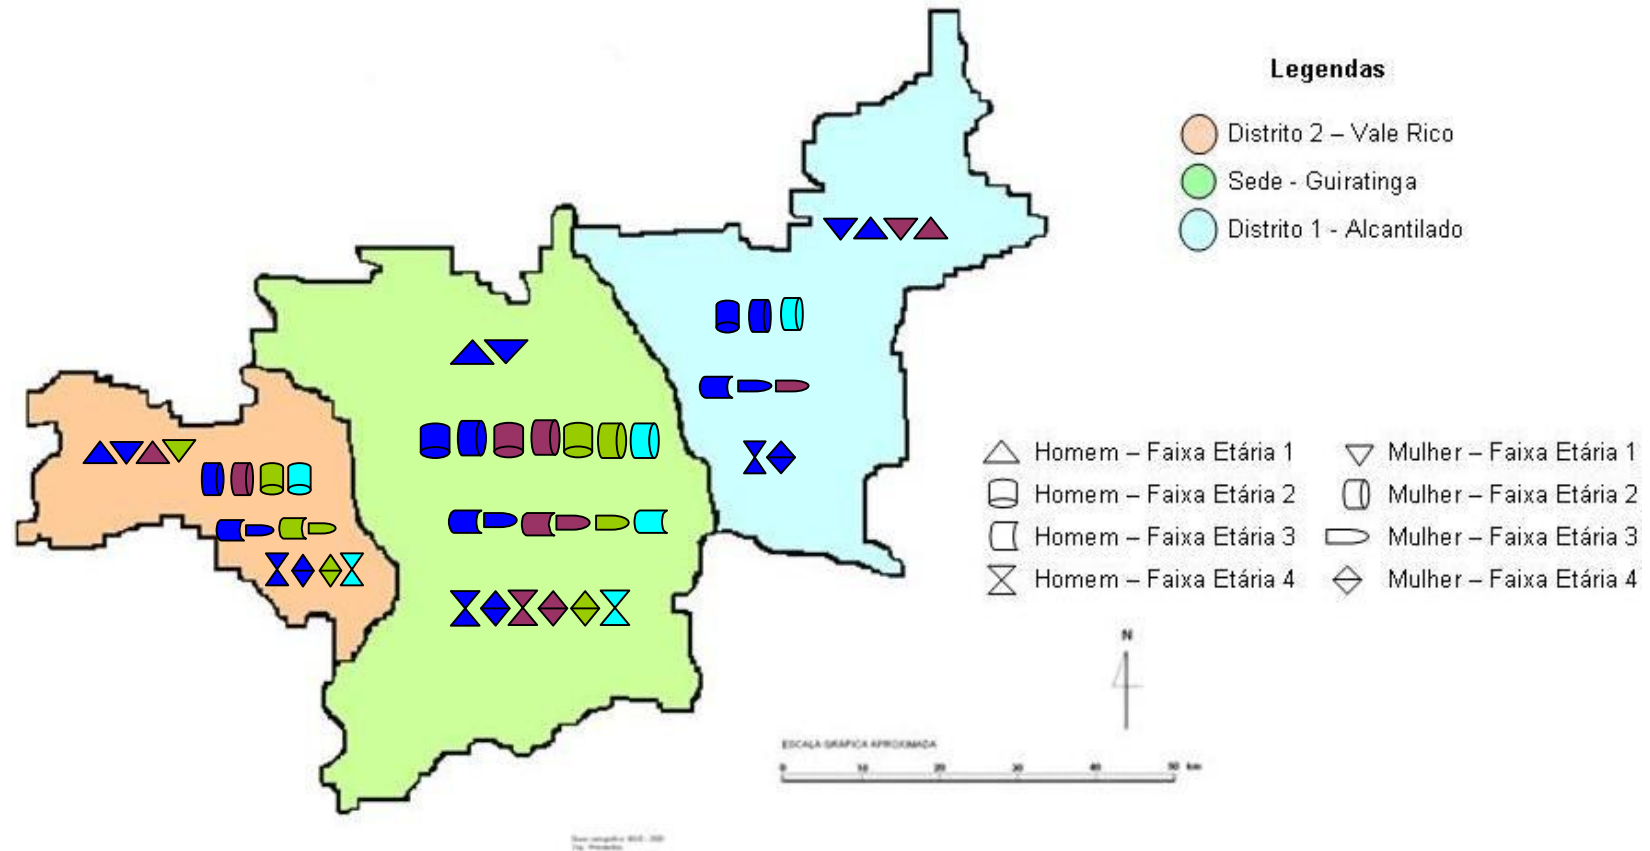 Legendas
Distrito 2 – Vale Rico
Sede - Guiratinga
Distrito 1 - Alcantilado
Homem – Faixa Etária 1
Mulher – Faixa Etária 1
Homem – Faixa Etária 2
Mulher – Faixa Etária 2
Homem – Faixa Etária 3
Mulher – Faixa Etária 3
Homem – Faixa Etária 4
Mulher – Faixa Etária 4
N
ESCALA GRÁFICA APROXIMADA
0 10 20 30 40 50 km